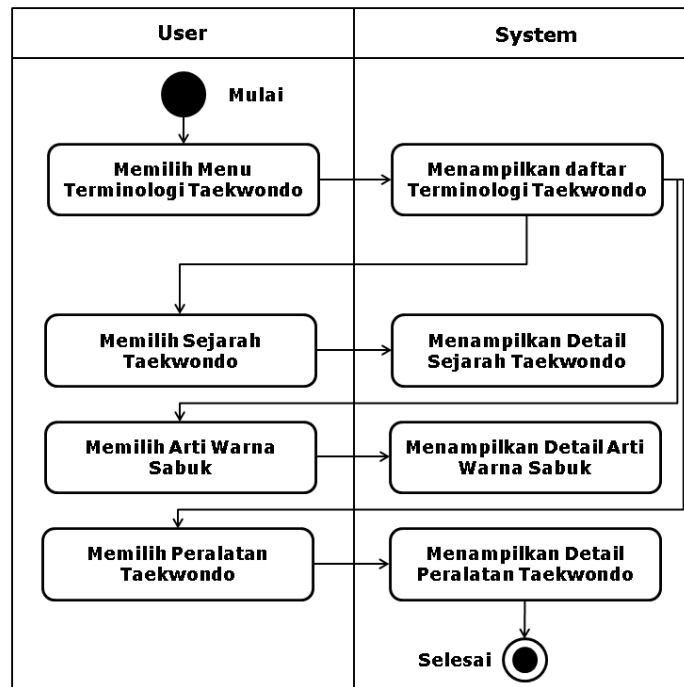 User
System
Mulai
Memilih Menu
Terminologi Taekwondo
Menampilkan daftar
Terminologi Taekwondo
Memilih Sejarah
Taekwondo
Menampilkan Detail
Sejarah Taekwondo
Memilih Arti Warna
Sabuk
Menampilkan Detail Arti
Warna Sabuk
Memilih Peralatan
Taekwondo
Menampilkan Detail
Peralatan Taekwondo
Selesai